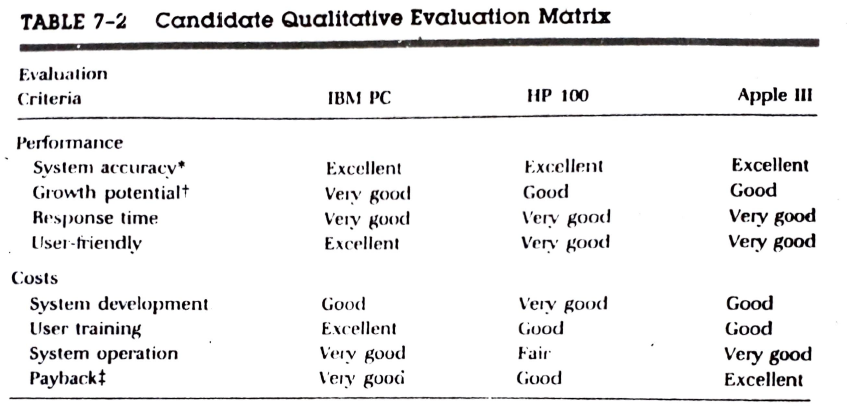 TABLE 7-2 Candidate Qualitative Evaluation Matrix
Evaluation
Criteria IBM PC HP 100 Apple III
Performance
System accuracy* Excellent Excellent Excellent
Growth potential† Very good Good Good
Response time Very good Very good Very good
User-friendly Excellent Very good Very good
Costs
System development Good Very good Good
User training Excellent Good Good
System operation Very good Fair Very good
Payback‡ Very good Good Excellent